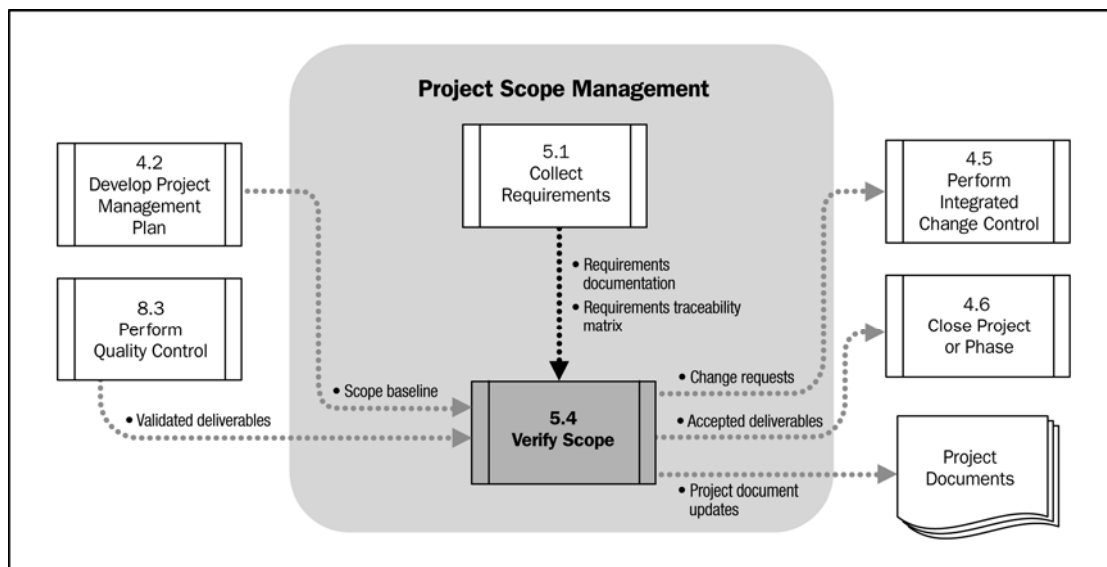 Project Scope Management
4.2
Develop Project
Management
Plan
5.1
Collect
Requirements
4.5
Perform
Integrated
Change Control
• Requirements
documentation
• Requirements traceability
matrix
8.3
Perform
Quality Control
4.6
Close Project
or Phase
• Scope baseline
• Validated deliverables
5.4
Verify Scope
• Change requests
• Accepted deliverables
• Project document
updates
Project
Documents